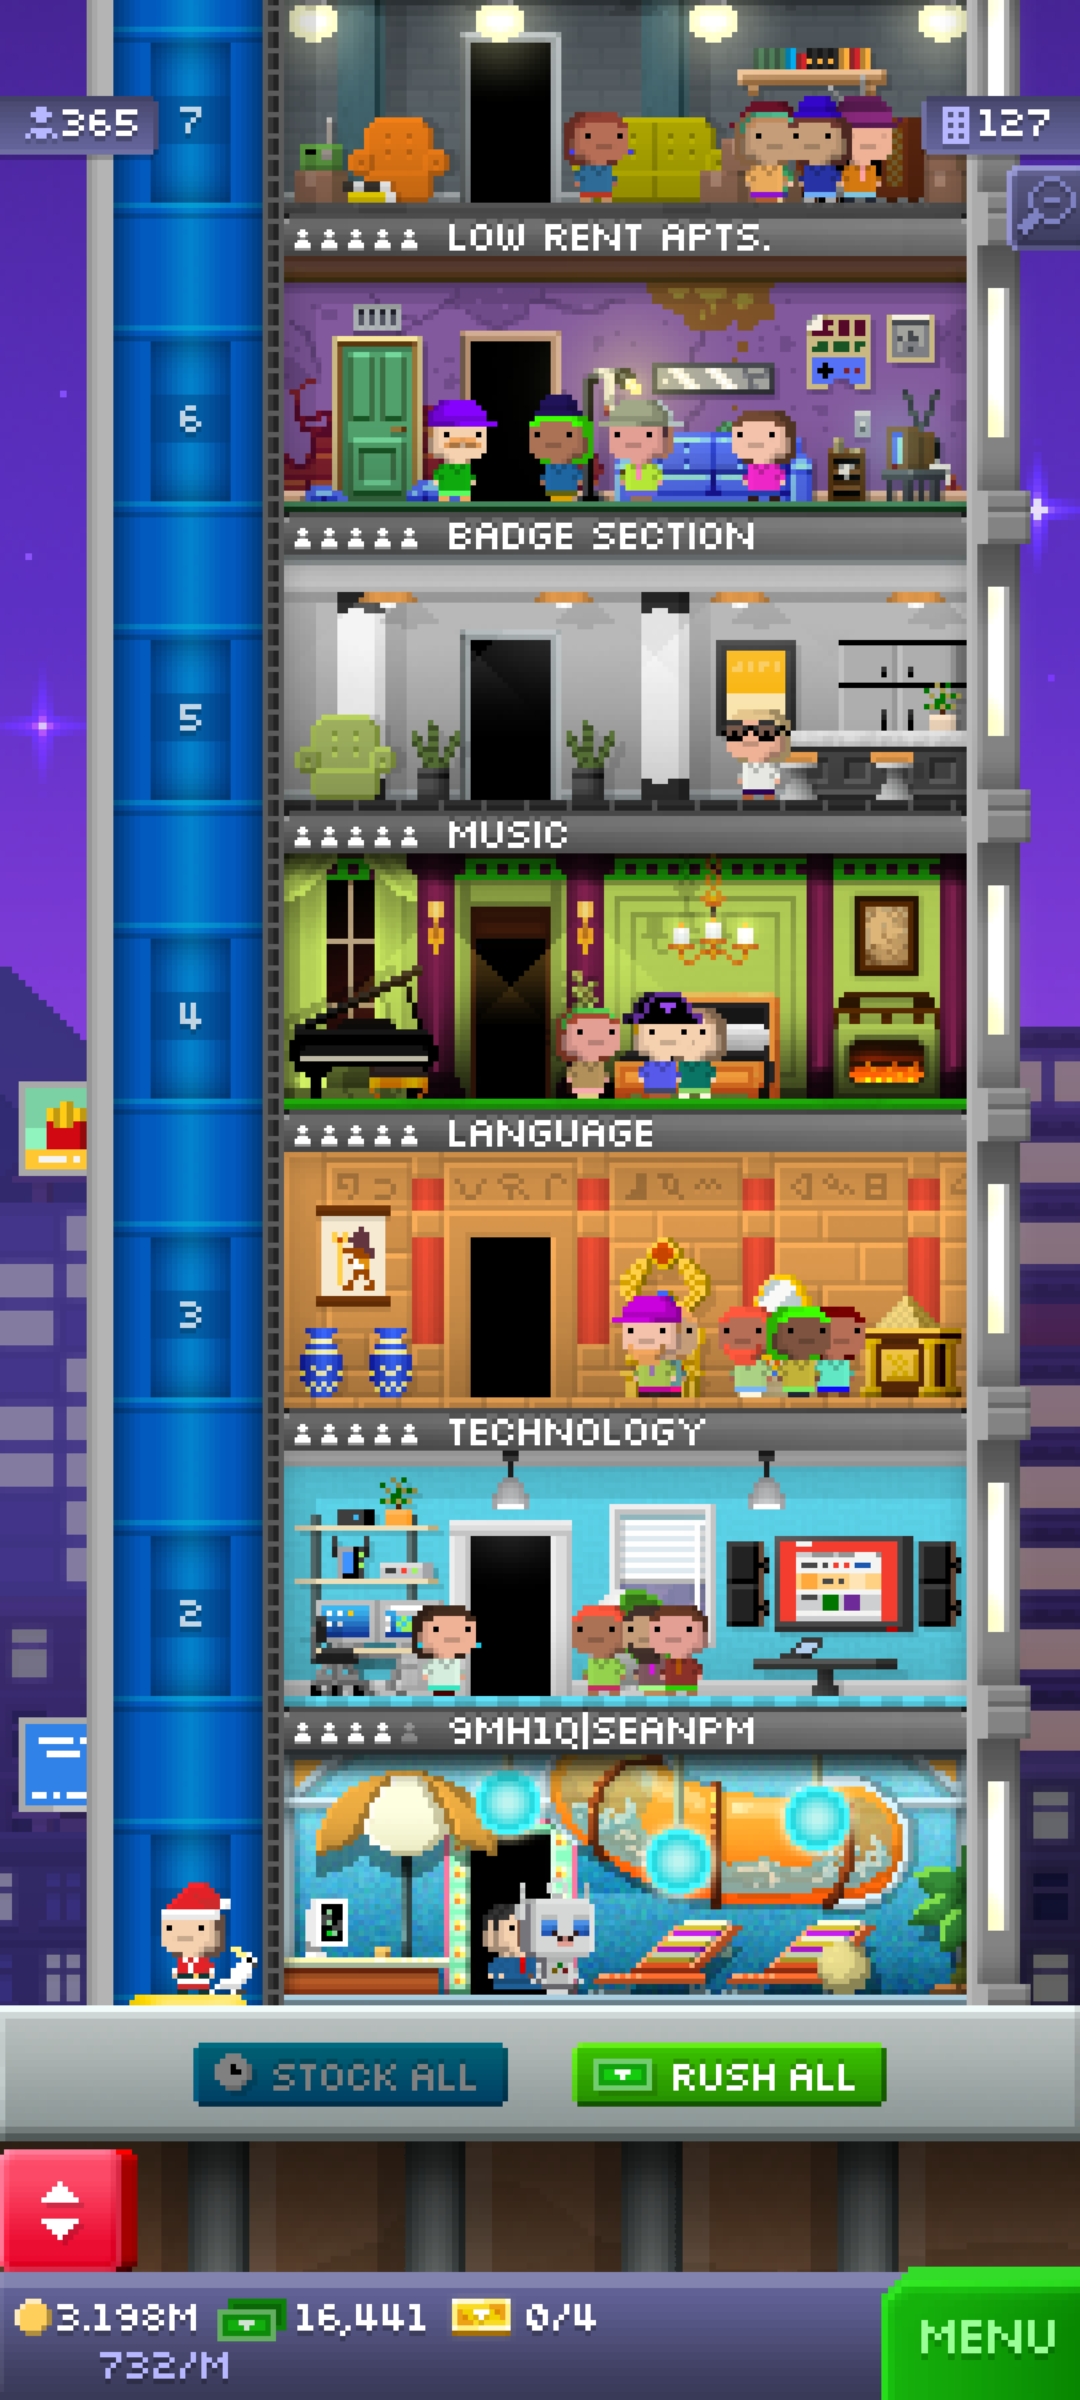 7
365
127
LOW RENT APTS.
6
BADGE SECTION
5
MUSIC
4
LANGUAGE
3
TECHNOLOGY
2
9MH1Q|SEANPM
STOCK ALL
RUSH ALL
3.198M
16,441
0/4
732/M
MENU